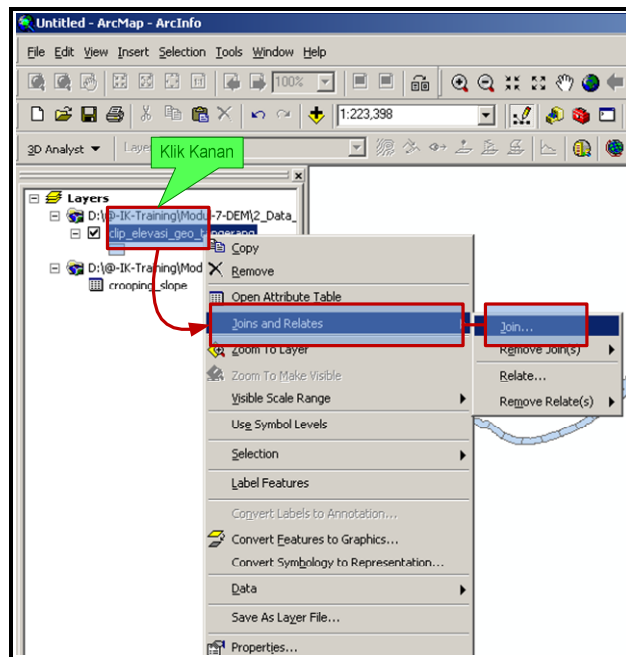 Untitled - ArcMap - ArcInfo
File Edit View Insert Selection Tools Window Help
100%
1:223,398
3D Analyst Laye
Klik Kanan
Layers
D:\@-IK-Training\Modul-7-DEM\2_Data_
clip_elevasi_geo_tangerang
D:\@-IK-Training\Mod
crooping_slope
Copy
Remove
Open Attribute Table
Joins and Relates
Join...
Zoom To Layer
Remove Join(s)
Zoom To Make Visible
Relate...
Visible Scale Range
Remove Relate(s)
Use Symbol Levels
Selection
Label Features
Convert Labels to Annotation...
Convert Features to Graphics...
Convert Symbology to Representation...
Data
Save As Layer File...
Properties...